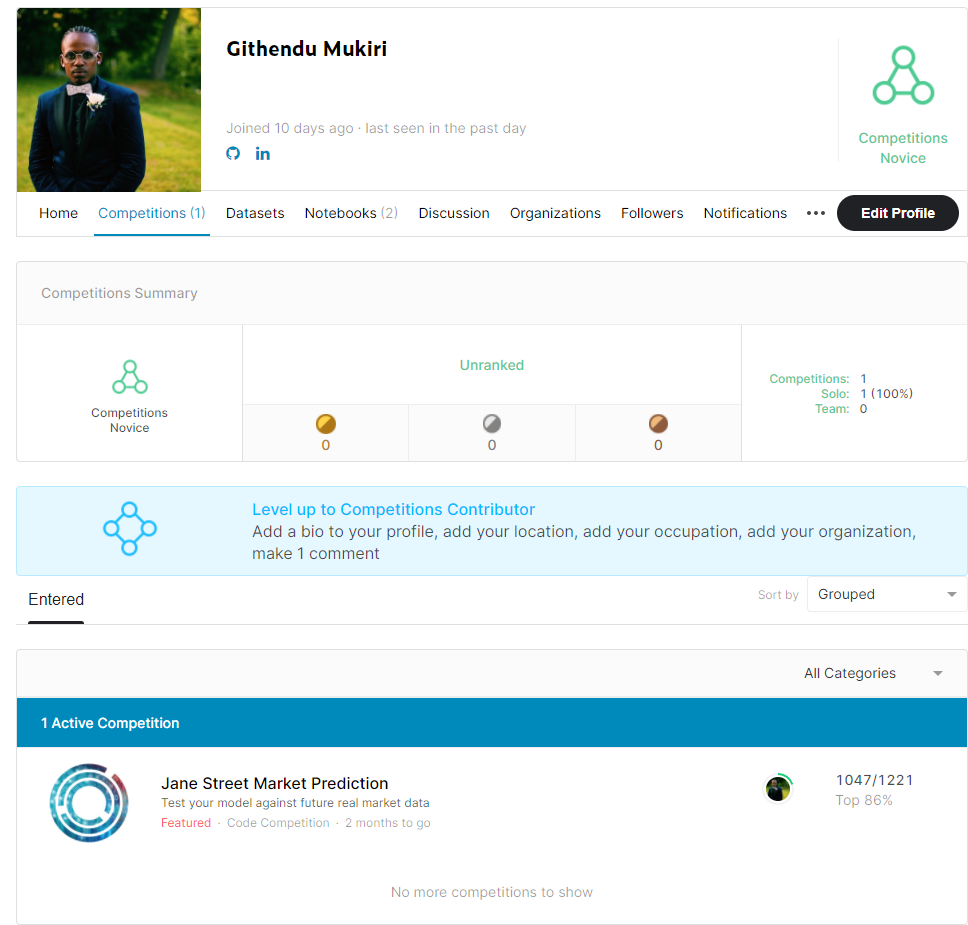 Githendu Mukiri
Joined 10 days ago · last seen in the past day
Competitions
Novice
Home Competitions (1) Datasets Notebooks (2) Discussion Organizations Followers Notifications ••• Edit Profile
Competitions Summary
Competitions
Novice
Unranked
0 0 0
Competitions: 1
Solo: 1 (100%)
Team: 0
Level up to Competitions Contributor
Add a bio to your profile, add your location, add your occupation, add your organization,
make 1 comment
Entered
Sort by Grouped
All Categories
1 Active Competition
Jane Street Market Prediction
Test your model against future real market data
Featured · Code Competition · 2 months to go
1047/1221
Top 86%
No more competitions to show